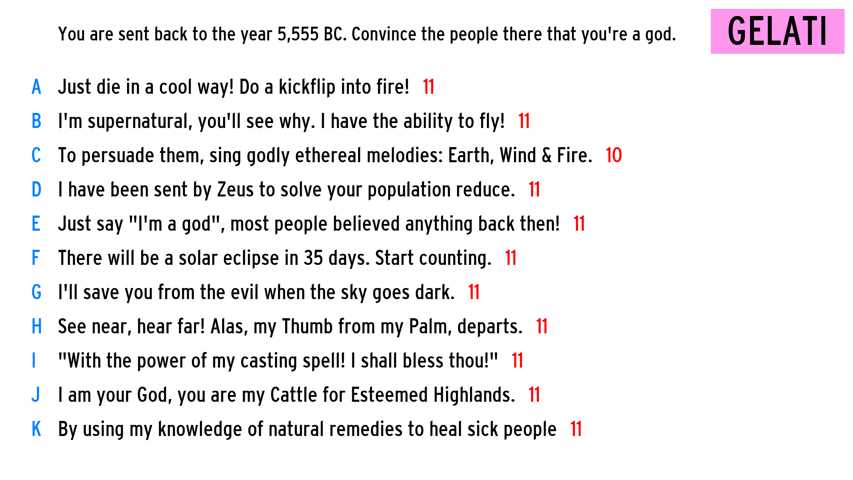 You are sent back to the year 5,555 BC. Convince the people there that you're a god.
GELATI
A Just die in a cool way! Do a kickflip into fire! 11
B I'm supernatural, you'll see why. I have the ability to fly! 11
C To persuade them, sing godly ethereal melodies: Earth, Wind & Fire. 10
D I have been sent by Zeus to solve your population reduce. 11
E Just say "I'm a god", most people believed anything back then! 11
F There will be a solar eclipse in 35 days. Start counting. 11
G I'll save you from the evil when the sky goes dark. 11
H See near, hear far! Alas, my Thumb from my Palm, departs. 11
I "With the power of my casting spell! I shall bless thou!" 11
J I am your God, you are my Cattle for Esteemed Highlands. 11
K By using my knowledge of natural remedies to heal sick people 11